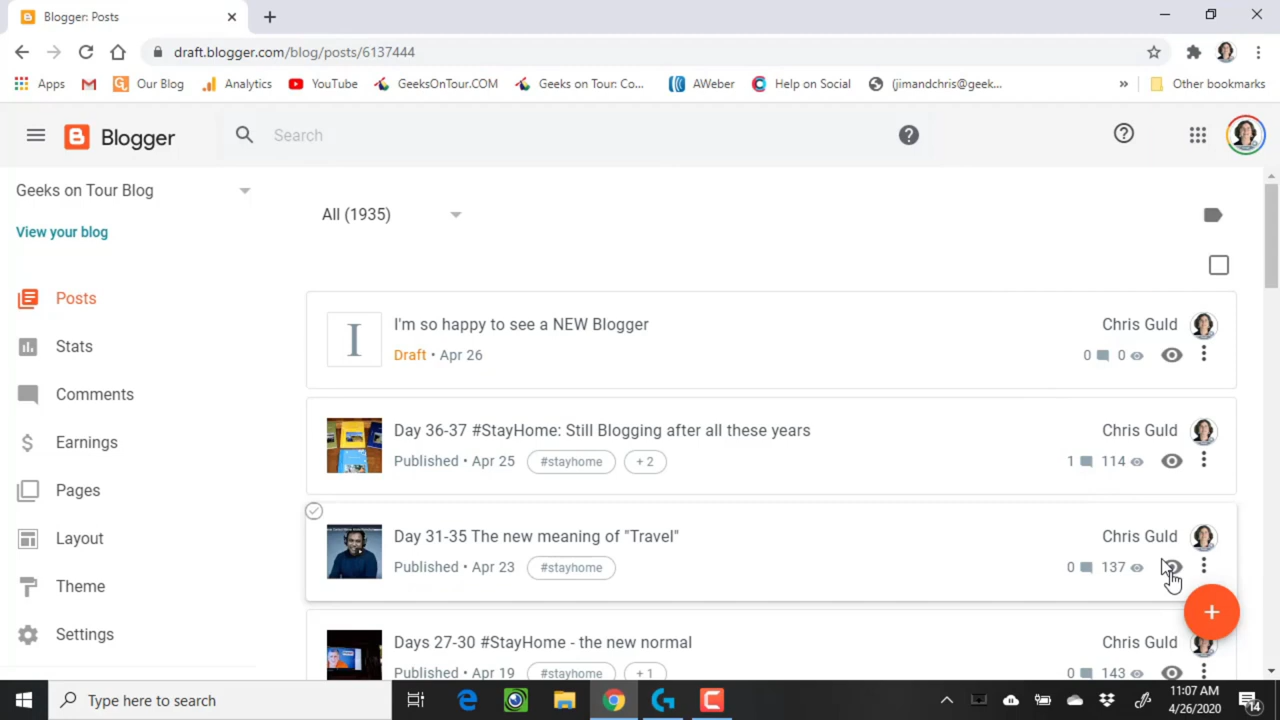 Blogger: Posts
draft.blogger.com/blog/posts/6137444
Apps
Our Blog
Analytics
YouTube
GeeksOnTour.COM
Geeks on Tour: Co...
AWeber
Help on Social
(jimandchris@geek...
»
Other bookmarks
Blogger
Search
Geeks on Tour Blog
View your blog
Posts
Stats
Comments
Earnings
Pages
Layout
Theme
Settings
All (1935)
I
I'm so happy to see a NEW Blogger
Chris Guld
Draft • Apr 26
0 0
Day 36-37 #StayHome: Still Blogging after all these years
Chris Guld
Published • Apr 25 #stayhome + 2
1 114
Day 31-35 The new meaning of "Travel"
Chris Guld
Published • Apr 23 #stayhome
0 137
Days 27-30 #StayHome - the new normal
Chris Guld
Published • Apr 19 #stayhome + 1
0 143
Type here to search
11:07 AM
4/26/2020
14